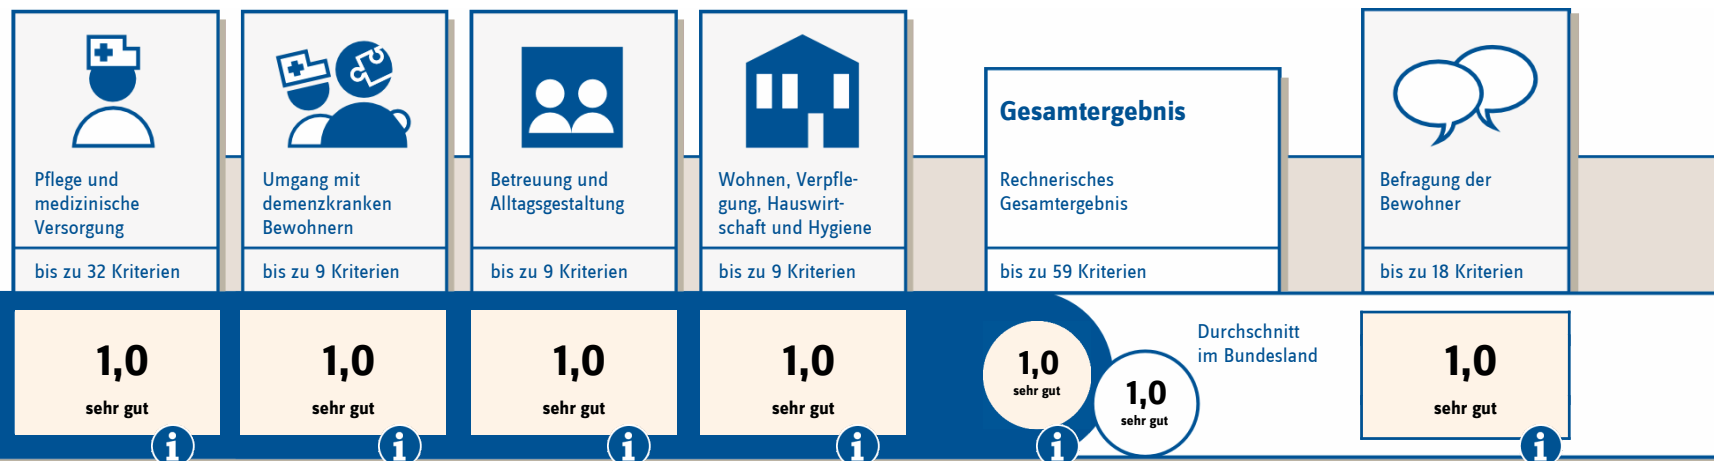 Pflege und
medizinische
Versorgung
bis zu 32 Kriterien
1,0
sehr gut
i
Umgang mit
demenzkranken
Bewohnern
bis zu 9 Kriterien
1,0
sehr gut
i
Betreuung und
Alltagsgestaltung
bis zu 9 Kriterien
1,0
sehr gut
i
Wohnen, Verpfle-
gung, Hauswirt-
schaft und Hygiene
bis zu 9 Kriterien
1,0
sehr gut
i
Gesamtergebnis
Rechnerisches
Gesamtergebnis
bis zu 59 Kriterien
1,0
sehr gut
i
Durchschnitt
im Bundesland
1,0
sehr gut
Befragung der
Bewohner
bis zu 18 Kriterien
1,0
sehr gut
i